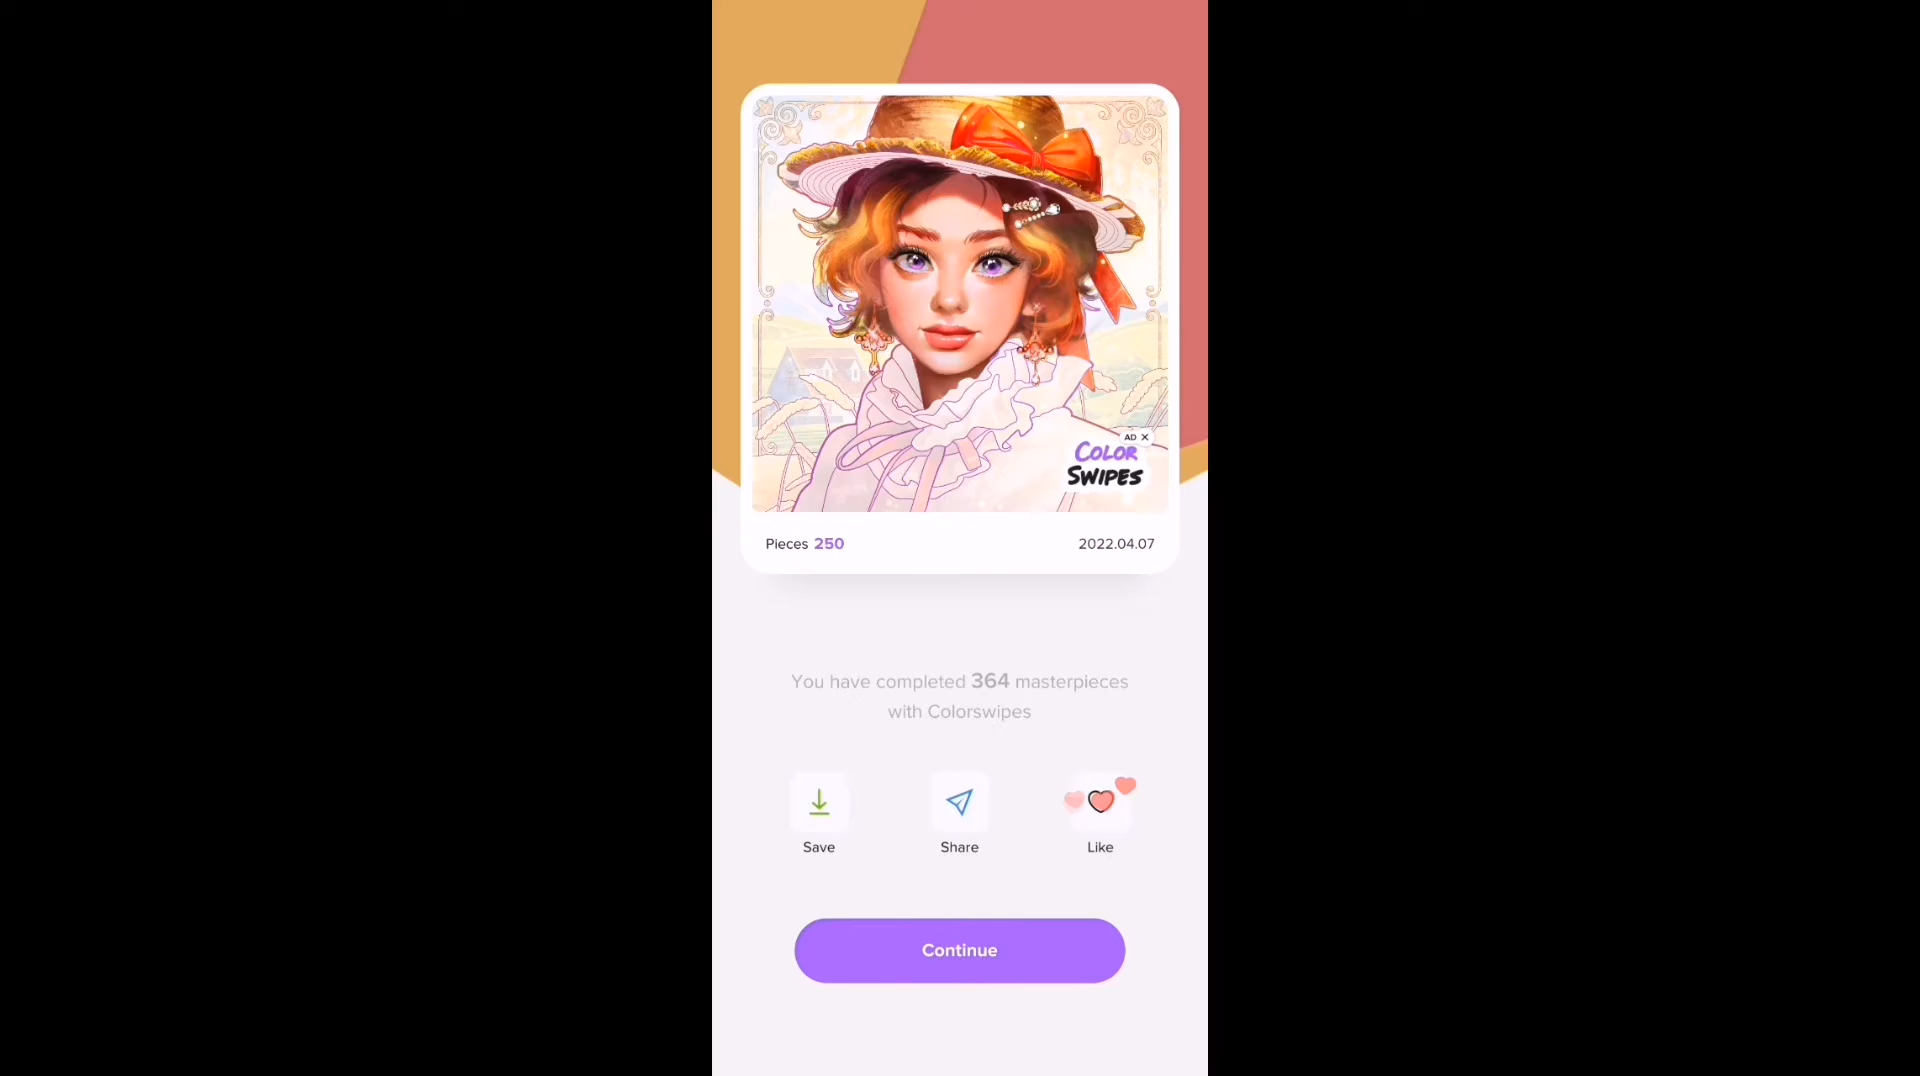 AD X
COLOR
SWIPES
Pieces 250
2022.04.07
You have completed 364 masterpieces
with Colorswipes
Save
Share
Like
Continue